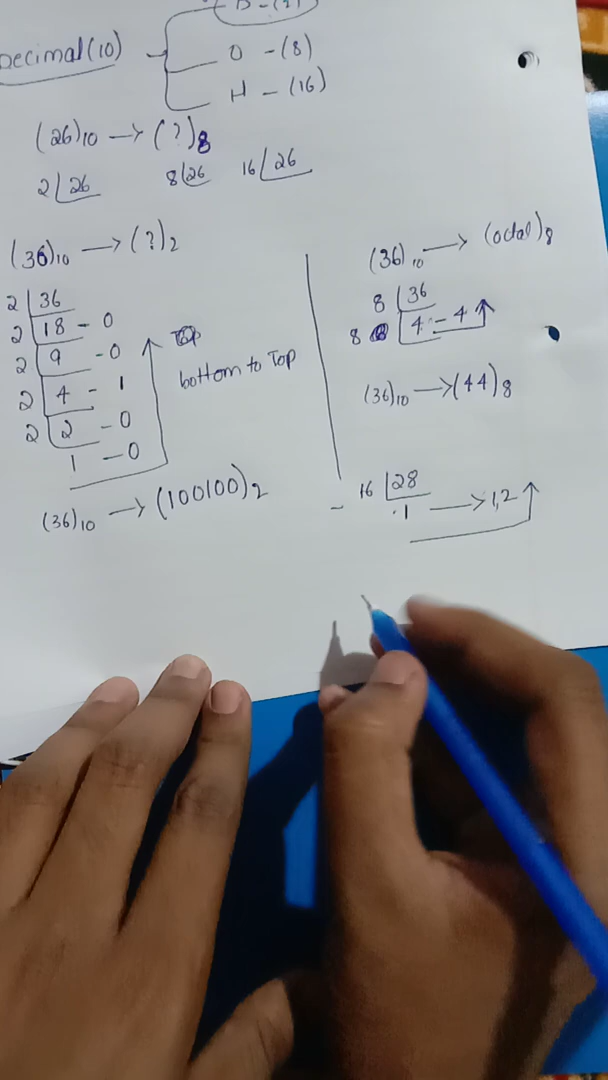 B - (2)
Decimal(10)
O - (8)
H - (16)
(26)10 → (?)8
2 26
8 26
16 26
(36)10 → (?)2
2 36
2 18 - 0
2 9 - 0
2 4 - 1
2 2 - 0
1 - 0
bottom to Top
(36)10 → (100100)2
(36)10 → (octal)8
8 36
8 4 - 4
(36)10 → (44)8
- 16 28
1 → 1,2